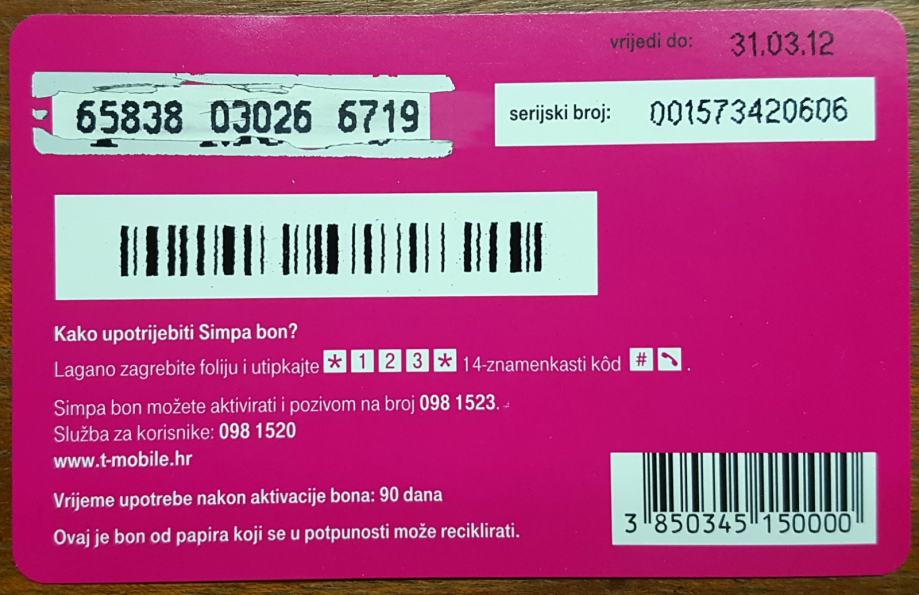 vrijedi do: 31.03.12
65838 03026 6719
serijski broj: 001573420606
Kako upotrijebiti Simpa bon?
Lagano zagrebite foliju i utipkajte * 1 2 3 * 14-znamenkasti kôd # .
Simpa bon možete aktivirati i pozivom na broj 098 1523.
Služba za korisnike: 098 1520
www.t-mobile.hr
Vrijeme upotrebe nakon aktivacije bona: 90 dana
Ovaj je bon od papira koji se u potpunosti može reciklirati.
3 850345 150000